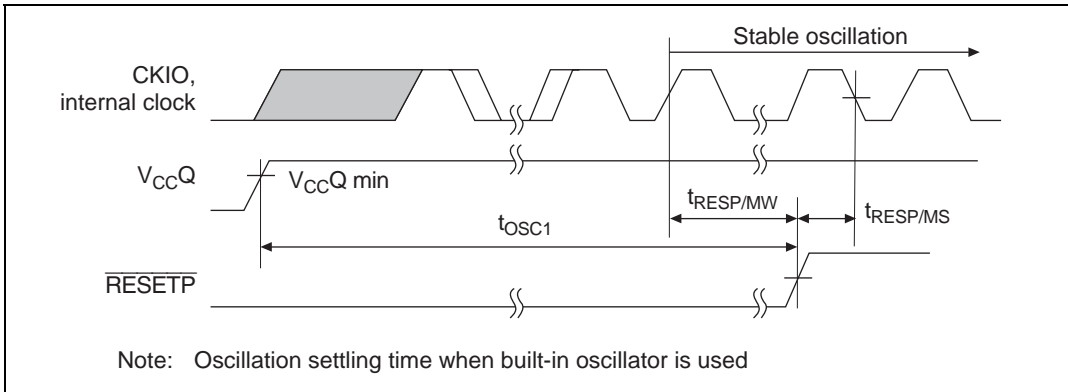 Stable oscillation
CKIO,
internal clock
VCCQ
VCCQ min
tRESP/MW
tRESP/MS
tOSC1
RESETP
Note: Oscillation settling time when built-in oscillator is used